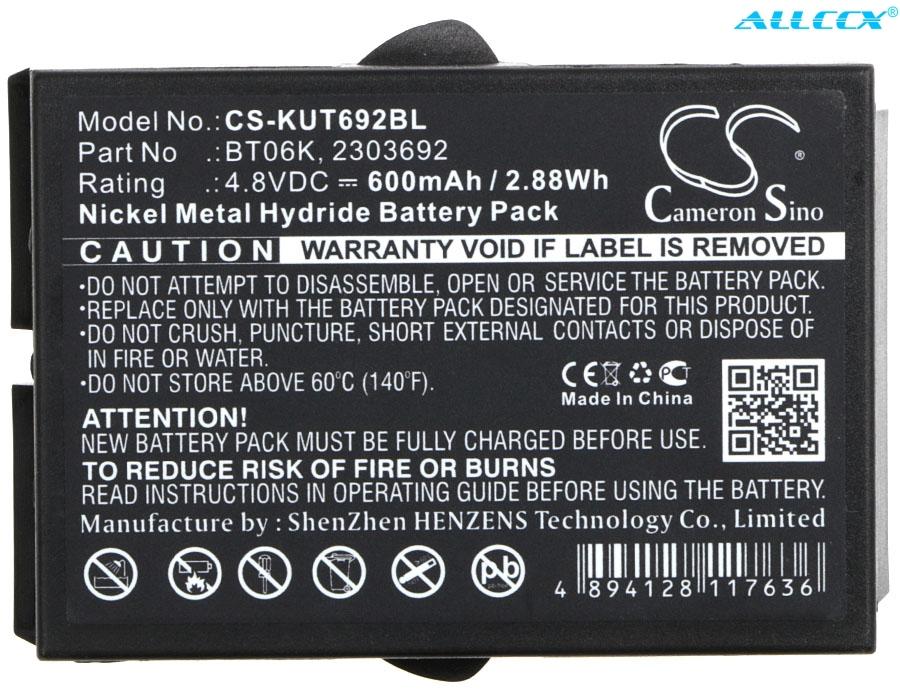 ALLCCX®
Model No.: CS-KUT692BL
Part No .: BT06K, 2303692
Rating .: 4.8VDC ⎓ 600mAh / 2.88Wh
Nickel Metal Hydride Battery Pack
®
Cameron Sino
CAUTION WARRANTY VOID IF LABEL IS REMOVED
•DO NOT ATTEMPT TO DISASSEMBLE, OPEN OR SERVICE THE BATTERY PACK.
•REPLACE ONLY WITH THE BATTERY PACK DESIGNATED FOR THIS PRODUCT.
•DO NOT CRUSH, PUNCTURE, SHORT EXTERNAL CONTACTS OR DISPOSE OF
IN FIRE OR WATER.
•DO NOT STORE ABOVE 60°C (140°F).
CE
Made In China
ATTENTION!
NEW BATTERY PACK MUST BE FULLY CHARGED BEFORE USE.
TO REDUCE RISK OF FIRE OR BURNS
READ INSTRUCTIONS IN OPERATING GUIDE BEFORE USING THE BATTERY.
Manufacture by : ShenZhen HENZENS Technology Co., Limited
pb
4 894128 117636